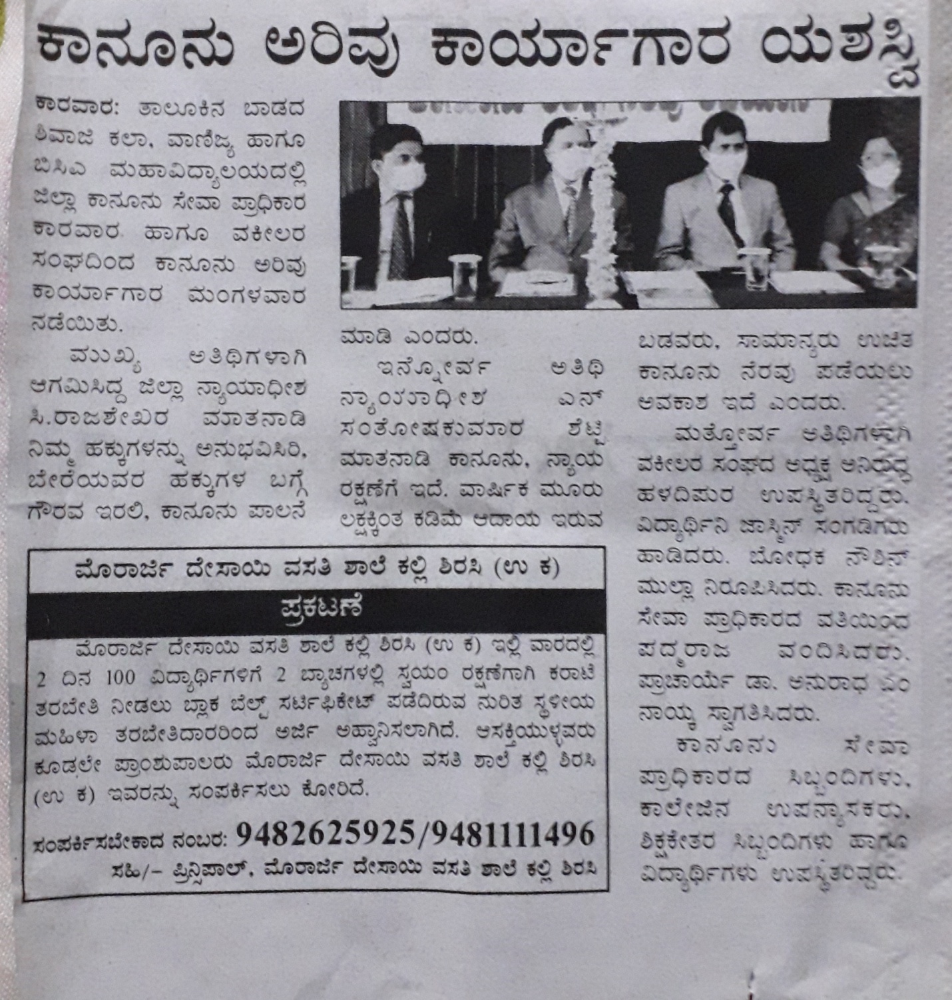 ಕಾನೂನು ಅರಿವು ಕಾರ್ಯಾಗಾರ ಯಶಸ್ವಿ
ಕಾರವಾರ: ತಾಲೂಕಿನ ಬಾಡದ
ಶಿವಾಜಿ ಕಲಾ, ವಾಣಿಜ್ಯ ಹಾಗೂ
ಬಿಸಿಎ ಮಹಾವಿದ್ಯಾಲಯದಲ್ಲಿ
ಜಿಲ್ಲಾ ಕಾನೂನು ಸೇವಾ ಪ್ರಾಧಿಕಾರ
ಕಾರವಾರ ಹಾಗೂ ವಕೀಲರ
ಸಂಘದಿಂದ ಕಾನೂನು ಅರಿವು
ಕಾರ್ಯಾಗಾರ ಮಂಗಳವಾರ
ನಡೆಯಿತು.
ಮುಖ್ಯ ಅತಿಥಿಗಳಾಗಿ
ಆಗಮಿಸಿದ್ದ ಜಿಲ್ಲಾ ನ್ಯಾಯಾಧೀಶ
ಸಿ.ರಾಜಶೇಖರ ಮಾತನಾಡಿ
ನಿಮ್ಮ ಹಕ್ಕುಗಳನ್ನು ಅನುಭವಿಸಿರಿ,
ಬೇರೆಯವರ ಹಕ್ಕುಗಳ ಬಗ್ಗೆ
ಗೌರವ ಇರಲಿ, ಕಾನೂನು ಪಾಲನೆ
ಮಾಡಿ ಎಂದರು.
ಇನ್ನೋರ್ವ ಅತಿಥಿ
ನ್ಯಾಯಾಧೀಶ ಎನ್
ಸಂತೋಷಕುಮಾರ ಶೆಟ್ಟಿ
ಮಾತನಾಡಿ ಕಾನೂನು, ನ್ಯಾಯ
ರಕ್ಷಣೆಗೆ ಇದೆ. ವಾರ್ಷಿಕ ಮೂರು
ಲಕ್ಷಕ್ಕಿಂತ ಕಡಿಮೆ ಆದಾಯ ಇರುವ
ಬಡವರು, ಸಾಮಾನ್ಯರು ಉಚಿತ
ಕಾನೂನು ನೆರವು ಪಡೆಯಲು
ಅವಕಾಶ ಇದೆ ಎಂದರು.
ಮತ್ತೋರ್ವ ಅತಿಥಿಗಳಾಗಿ
ವಕೀಲರ ಸಂಘದ ಅಧ್ಯಕ್ಷ ಅನಿರುಧ್ಧ
ಹಳದಿಪುರ ಉಪಸ್ಥಿತರಿದ್ದರು.
ವಿದ್ಯಾರ್ಥಿನಿ ಜಾಸ್ಮಿನ್ ಸಂಗಡಿಗರು
ಹಾಡಿದರು. ಬೋಧಕ ನೌಶಿನ್
ಮುಲ್ಲಾ ನಿರೂಪಿಸಿದರು. ಕಾನೂನು
ಸೇವಾ ಪ್ರಾಧಿಕಾರದ ವತಿಯಿಂದ
ಪದ್ಮರಾಜ ವಂದಿಸಿದರು.
ಪ್ರಾಚಾರ್ಯೆ ಡಾ. ಅನುರಾಧ ಎಂ
ನಾಯ್ಕ ಸ್ವಾಗತಿಸಿದರು.
ಕಾನೂನು ಸೇವಾ
ಪ್ರಾಧಿಕಾರದ ಸಿಬ್ಬಂದಿಗಳು,
ಕಾಲೇಜಿನ ಉಪನ್ಯಾಸಕರು,
ಶಿಕ್ಷಕೇತರ ಸಿಬ್ಬಂದಿಗಳು ಹಾಗೂ
ವಿದ್ಯಾರ್ಥಿಗಳು ಉಪಸ್ಥಿತರಿದ್ದರು.
ಮೊರಾರ್ಜಿ ದೇಸಾಯಿ ವಸತಿ ಶಾಲೆ ಕಲ್ಲಿ ಶಿರಸಿ (ಉ ಕ)
ಪ್ರಕಟಣೆ
ಮೊರಾರ್ಜಿ ದೇಸಾಯಿ ವಸತಿ ಶಾಲೆ ಕಲ್ಲಿ ಶಿರಸಿ (ಉ ಕ) ಇಲ್ಲಿ ವಾರದಲ್ಲಿ
2 ದಿನ 100 ವಿದ್ಯಾರ್ಥಿಗಳಿಗೆ 2 ಬ್ಯಾಚಗಳಲ್ಲಿ ಸ್ವಯಂ ರಕ್ಷಣೆಗಾಗಿ ಕರಾಟೆ
ತರಬೇತಿ ನೀಡಲು ಬ್ಲಾಕ ಬೆಲ್ಟ್ ಸರ್ಟಿಫಿಕೇಟ್ ಪಡೆದಿರುವ ನುರಿತ ಸ್ಥಳೀಯ
ಮಹಿಳಾ ತರಬೇತಿದಾರರಿಂದ ಅರ್ಜಿ ಅಹ್ವಾನಿಸಲಾಗಿದೆ. ಆಸಕ್ತಿಯುಳ್ಳವರು
ಕೂಡಲೇ ಪ್ರಾಂಶುಪಾಲರು ಮೊರಾರ್ಜಿ ದೇಸಾಯಿ ವಸತಿ ಶಾಲೆ ಕಲ್ಲಿ ಶಿರಸಿ
(ಉ ಕ) ಇವರನ್ನು ಸಂಪರ್ಕಿಸಲು ಕೋರಿದೆ.
ಸಂಪರ್ಕಿಸಬೇಕಾದ ನಂಬರ: 9482625925/9481111496
ಸಹಿ/- ಪ್ರಿನ್ಸಿಪಾಲ್, ಮೊರಾರ್ಜಿ ದೇಸಾಯಿ ವಸತಿ ಶಾಲೆ ಕಲ್ಲಿ ಶಿರಸಿ